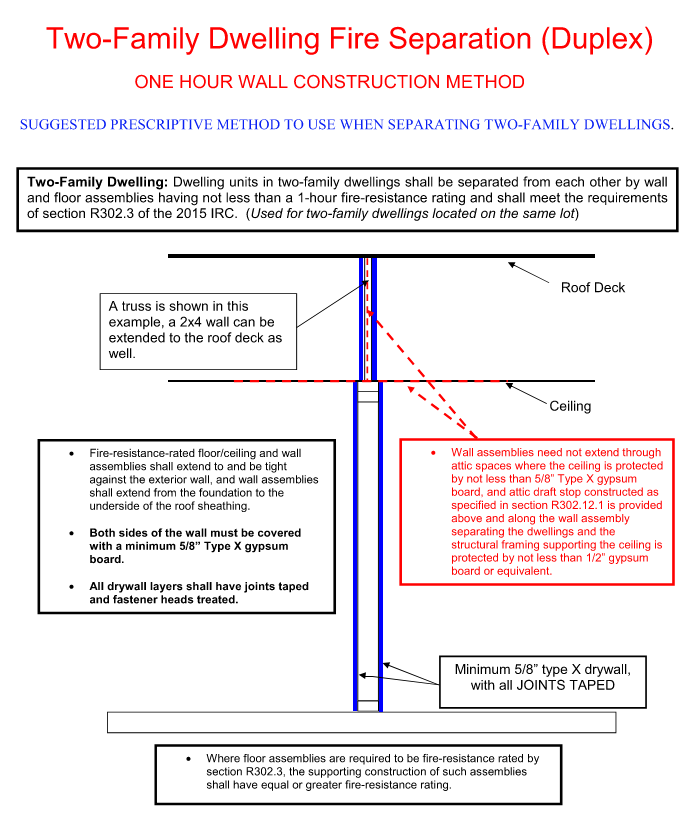 Two-Family Dwelling Fire Separation (Duplex)
ONE HOUR WALL CONSTRUCTION METHOD
SUGGESTED PRESCRIPTIVE METHOD TO USE WHEN SEPARATING TWO-FAMILY DWELLINGS.
Two-Family Dwelling: Dwelling units in two-family dwellings shall be separated from each other by wall
and floor assemblies having not less than a 1-hour fire-resistance rating and shall meet the requirements
of section R302.3 of the 2015 IRC. (Used for two-family dwellings located on the same lot)
Roof Deck
A truss is shown in this
example, a 2x4 wall can be
extended to the roof deck as
well.
Ceiling
• Fire-resistance-rated floor/ceiling and wall
assemblies shall extend to and be tight
against the exterior wall, and wall assemblies
shall extend from the foundation to the
underside of the roof sheathing.
• Both sides of the wall must be covered
with a minimum 5/8” Type X gypsum
board.
• All drywall layers shall have joints taped
and fastener heads treated.
• Wall assemblies need not extend through
attic spaces where the ceiling is protected
by not less than 5/8” Type X gypsum
board, and attic draft stop constructed as
specified in section R302.12.1 is provided
above and along the wall assembly
separating the dwellings and the
structural framing supporting the ceiling is
protected by not less than 1/2” gypsum
board or equivalent.
Minimum 5/8” type X drywall,
with all JOINTS TAPED
• Where floor assemblies are required to be fire-resistance rated by
section R302.3, the supporting construction of such assemblies
shall have equal or greater fire-resistance rating.